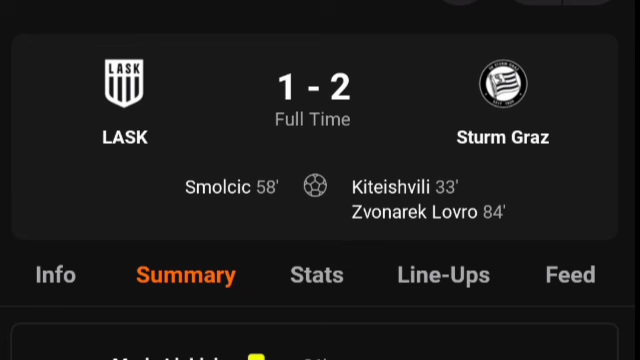 LASK
1 - 2
Full Time
LASK
Sturm Graz
Smolcic 58'
Kiteishvili 33'
Zvonarek Lovro 84'
Info
Summary
Stats
Line-Ups
Feed